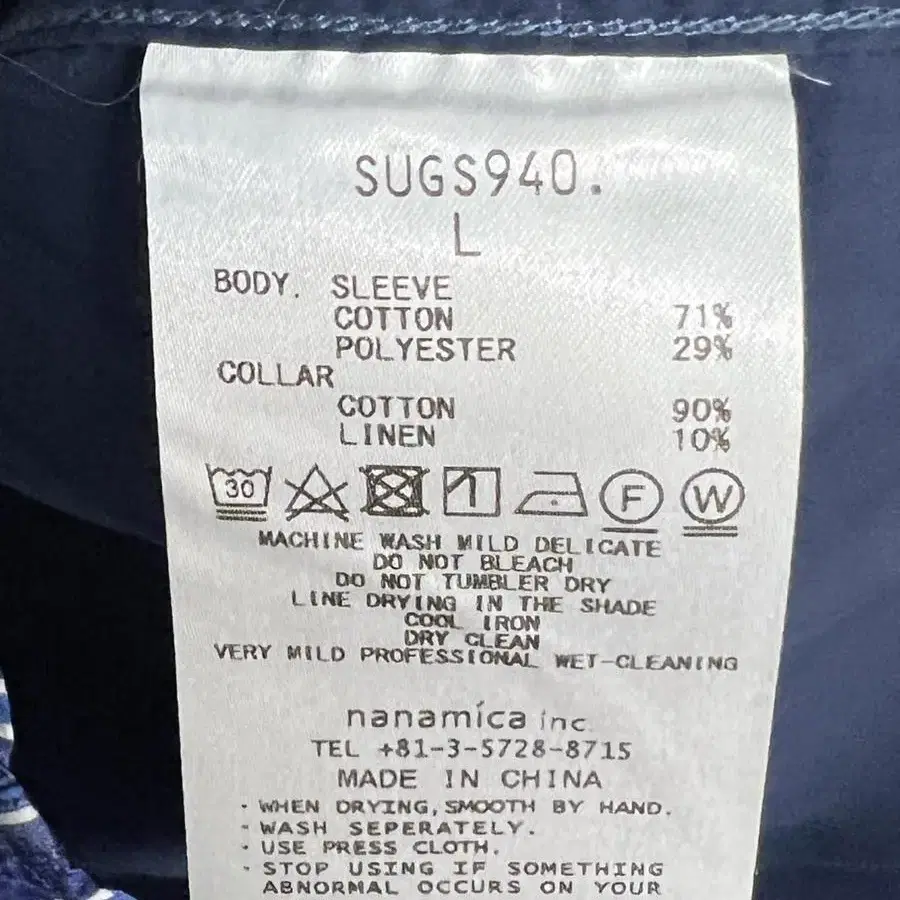 SUGS940.
L
BODY. SLEEVE
COTTON 71%
POLYESTER 29%
COLLAR
COTTON 90%
LINEN 10%
30 F W
MACHINE WASH MILD DELICATE
DO NOT BLEACH
DO NOT TUMBLER DRY
LINE DRYING IN THE SHADE
COOL IRON
DRY CLEAN
VERY MILD PROFESSIONAL WET-CLEANING
nanamíca inc.
TEL +81-3-5728-8715
MADE IN CHINA
· WHEN DRYING, SMOOTH BY HAND.
· WASH SEPERATELY.
· USE PRESS CLOTH.
· STOP USING IF SOMETHING
ABNORMAL OCCURS ON YOUR